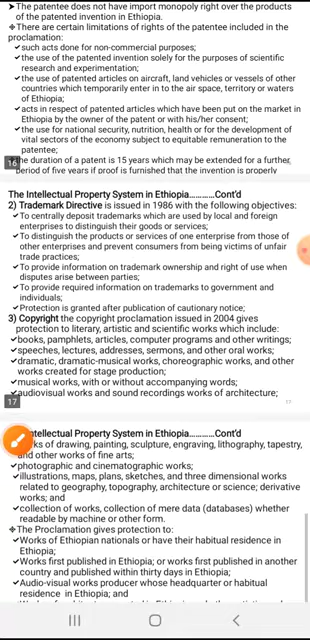 ➤The patentee does not have import monopoly right over the products
of the patented invention in Ethiopia.
❖There are certain limitations of rights of the patentee included in the
proclamation:
✓such acts done for non-commercial purposes;
✓the use of the patented invention solely for the purposes of scientific
research and experimentation;
✓the use of patented articles on aircraft, land vehicles or vessels of other
countries which temporarily enter in to the air space, territory or waters
of Ethiopia;
✓acts in respect of patented articles which have been put on the market in
Ethiopia by the owner of the patent or with his/her consent;
✓the use for national security, nutrition, health or for the development of
vital sectors of the economy subject to equitable remuneration to the
patentee;
16
he duration of a patent is 15 years which may be extended for a further,
period of five years if proof is furnished that the invention is properly
The Intellectual Property System in Ethiopia…………Cont'd
2) Trademark Directive is issued in 1986 with the following objectives:
✓To centrally deposit trademarks which are used by local and foreign
enterprises to distinguish their goods or services;
✓To distinguish the products or services of one enterprise from those of
other enterprises and prevent consumers from being victims of unfair
trade practices;
✓To provide information on trademark ownership and right of use when
disputes arise between parties;
✓To provide required information on trademarks to government and
individuals;
✓Protection is granted after publication of cautionary notice;
3) Copyright the copyright proclamation issued in 2004 gives
protection to literary, artistic and scientific works which include:
✓books, pamphlets, articles, computer programs and other writings;
✓speeches, lectures, addresses, sermons, and other oral works;
✓dramatic, dramatic-musical works, choreographic works, and other
works created for stage production;
✓musical works, with or without accompanying words;
✓audiovisual works and sound recordings works of architecture;
17
17
Intellectual Property System in Ethiopia…………Cont'd
of drawing, painting, sculpture, engraving, lithography, tapestry,
and other works of fine arts;
✓photographic and cinematographic works;
✓illustrations, maps, plans, sketches, and three dimensional works
related to geography, topography, architecture or science; derivative
works; and
✓collection of works, collection of mere data (databases) whether
readable by machine or other form.
❖The Proclamation gives protection to:
✓Works of Ethiopian nationals or have their habitual residence in
Ethiopia;
✓Works first published in Ethiopia; or works first published in another
country and published within thirty days in Ethiopia;
✓Audio-visual works producer whose headquarter or habitual
residence in Ethiopia; and